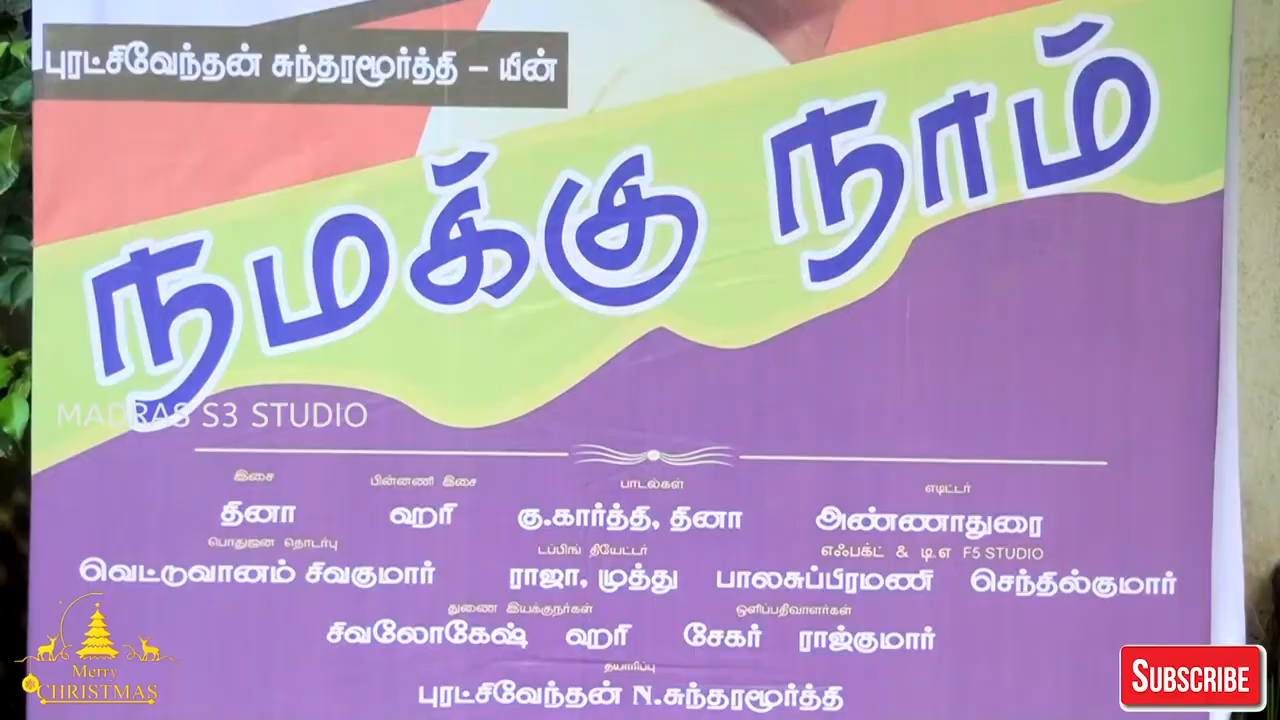 புரட்சிவேந்தன் சுந்தரமூர்த்தி – யின்
நமக்கு நாம்
MADRAS S3 STUDIO
இசை பின்னணி இசை பாடல்கள் எடிட்டர்
தினா ஹரி கு.கார்த்தி, தினா அண்ணாதுரை
பொதுஜன தொடர்பு டப்பிங் தியேட்டர் எஃபக்ட் & டி.எ F5 STUDIO
வெட்டுவானம் சிவகுமார் ராஜா, முத்து பாலசுப்பிரமணி செந்தில்குமார்
துணை இயக்குநர்கள் ஒளிப்பதிவாளர்கள்
சிவலோகேஷ் ஹரி சேகர் ராஜ்குமார்
தயாரிப்பு
புரட்சிவேந்தன் N.சுந்தரமூர்த்தி
Merry
CHRISTMAS
SUBSCRIBE